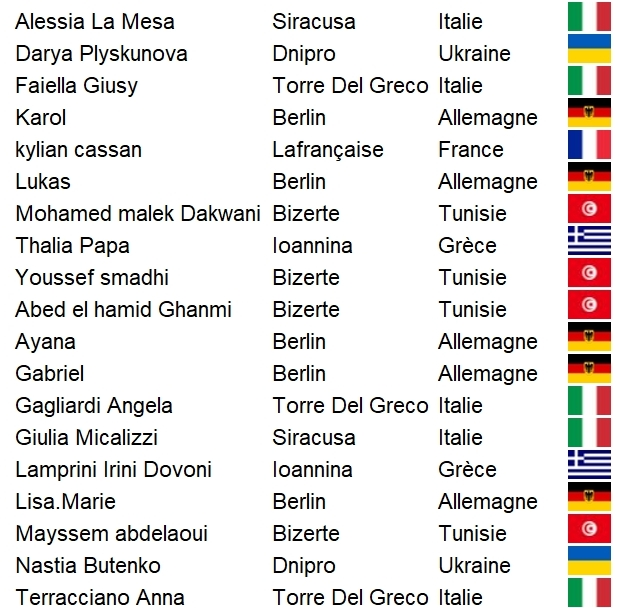 Alessia La Mesa Siracusa Italie
Darya Plyskunova Dnipro Ukraine
Faiella Giusy Torre Del Greco Italie
Karol Berlin Allemagne
kylian cassan Lafrançaise France
Lukas Berlin Allemagne
Mohamed malek Dakwani Bizerte Tunisie
Thalia Papa Ioannina Grèce
Youssef smadhi Bizerte Tunisie
Abed el hamid Ghanmi Bizerte Tunisie
Ayana Berlin Allemagne
Gabriel Berlin Allemagne
Gagliardi Angela Torre Del Greco Italie
Giulia Micalizzi Siracusa Italie
Lamprini Irini Dovoni Ioannina Grèce
Lisa.Marie Berlin Allemagne
Mayssem abdelaoui Bizerte Tunisie
Nastia Butenko Dnipro Ukraine
Terracciano Anna Torre Del Greco Italie